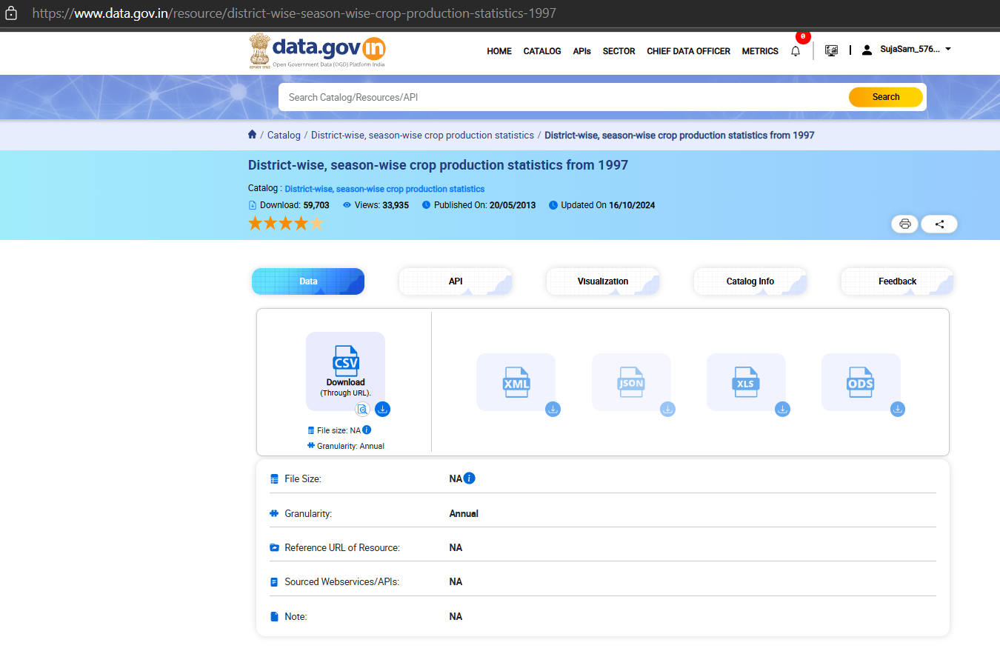 https://www.data.gov.in/resource/district-wise-season-wise-crop-production-statistics-1997
data.gov in
Open Government Data (OGD) Platform India
HOME CATALOG APIs SECTOR CHIEF DATA OFFICER METRICS 0 SujaSam_576...
Search Catalog/Resources/API Search
/ Catalog / District-wise, season-wise crop production statistics / District-wise, season-wise crop production statistics from 1997
District-wise, season-wise crop production statistics from 1997
Catalog : District-wise, season-wise crop production statistics
Download: 59,703 Views: 33,935 Published On: 20/05/2013 Updated On 16/10/2024
Data API Visualization Catalog Info Feedback
CSV
Download
(Through URL).
File size: NA
Granularity: Annual
XML JSON XLS ODS
File Size: NA
Granularity: Annual
Reference URL of Resource: NA
Sourced Webservices/APIs: NA
Note: NA